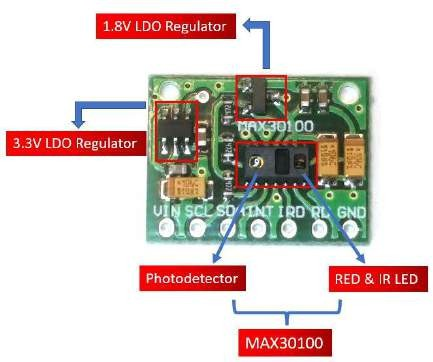 1.8V LDO Regulator
MAX30100
3.3V LDO Regulator
VIN SCL SDA INT IRD RD GND
Photodetector
RED & IR LED
MAX30100